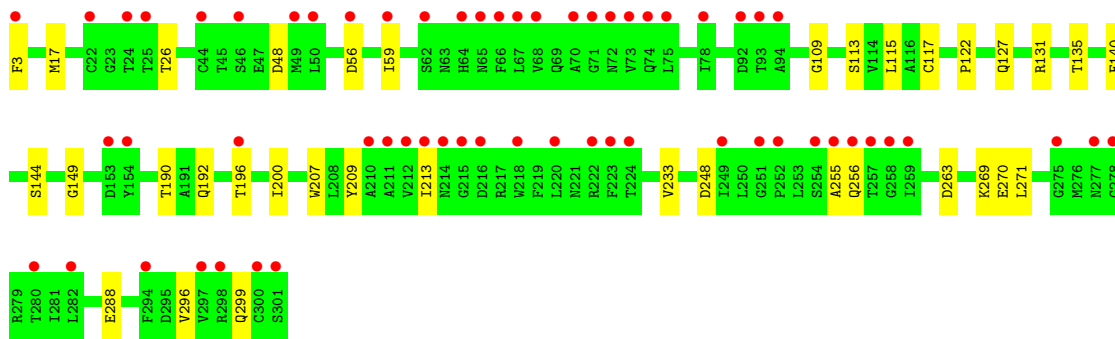 F3 M17 C22 G23 T24 T25 T26 C44 T45 S46 E47 D48 M49 L50 D56 I59 S62 N63 H64 N65 F66 L67 V68 Q69 A70 G71 N72 V73 Q74 L75 I78 D92 T93 A94 G109 S113 V114 L115 A116 C117 P122 Q127 R131 T135 F140
S144 G149 D153 Y154 T190 A191 Q192 T196 I200 W207 L208 Y209 A210 A211 V212 I213 N214 G215 D216 R217 W218 F219 L220 N221 R222 F223 T224 V233 D248 I249 L250 G251 P252 L253 S254 A255 Q256 T257 G258 I259 D263 K269 E270 L271 G275 M276 N277 G278
R279 T280 I281 L282 E288 F294 D295 V296 V297 R298 Q299 C300 S301